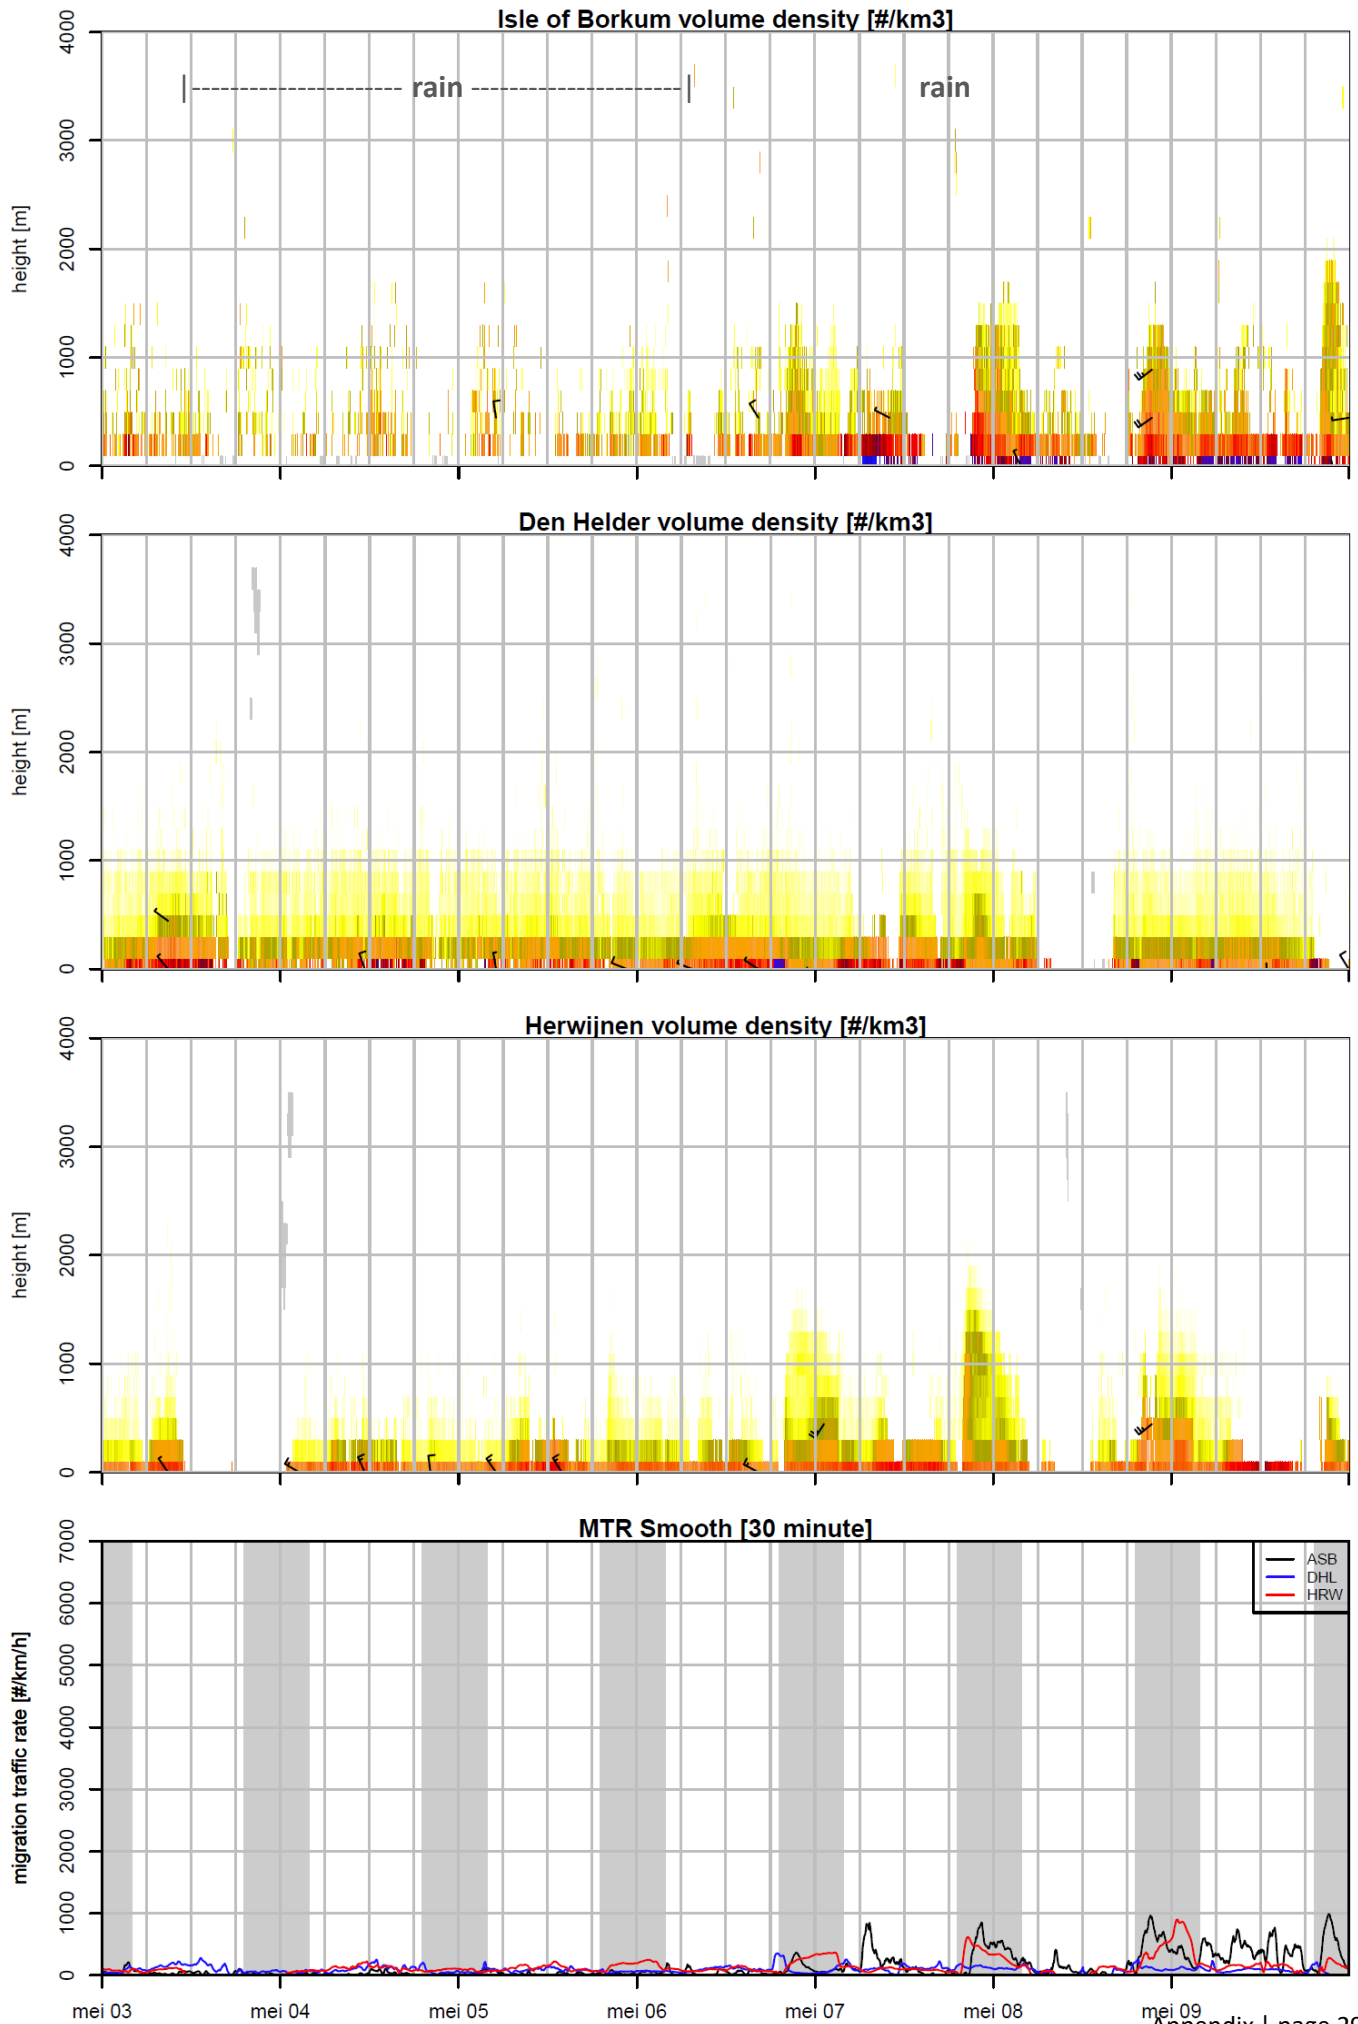 Isle of Borkum volume density [#/km3]
4000
3000
2000
1000
0
height [m]
rain
rain
Den Helder volume density [#/km3]
4000
3000
2000
1000
0
height [m]
Herwijnen volume density [#/km3]
4000
3000
2000
1000
0
height [m]
MTR Smooth [30 minute]
7000
6000
5000
4000
3000
2000
1000
0
migration traffic rate [#/km/h]
ASB
DHL
HRW
mei 03 mei 04 mei 05 mei 06 mei 07 mei 08 mei 09
Appendix | page 29